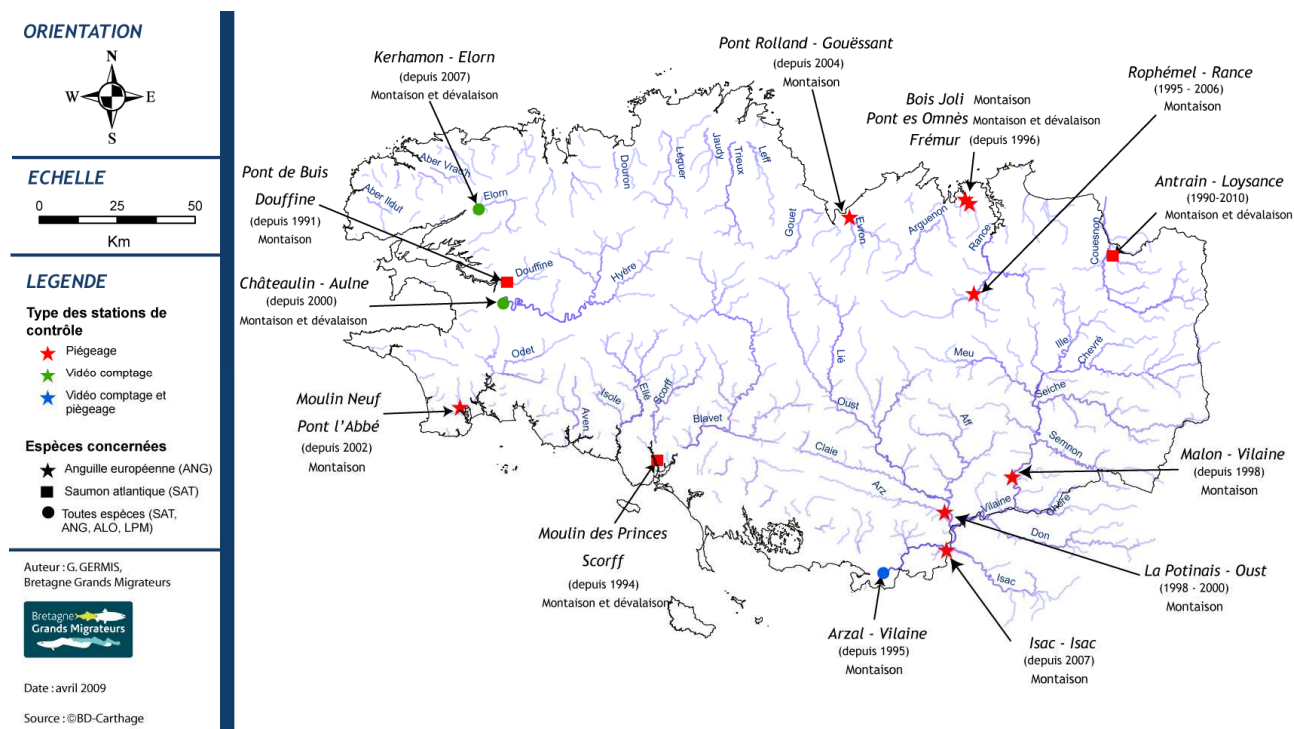 ORIENTATION
N
W
E
S
ECHELLE
0
25
50
Km
LEGENDE
Type des stations de
contrôle
Piégeage
Vidéo comptage
Vidéo comptage et
piègeage
Espèces concernées
Anguille européenne (ANG)
Saumon atlantique (SAT)
Toutes espèces (SAT,
ANG, ALO, LPM)
Auteur : G. GERMIS,
Bretagne Grands Migrateurs
Bretagne
Grands Migrateurs
Date : avril 2009
Source : ©BD-Carthage
Kerhamon - Elorn
(depuis 2007)
Montaison et dévalaison
Pont Rolland - Gouëssant
(depuis 2004)
Montaison
Bois Joli Montaison
Pont es Omnès Montaison et dévalaison
Frémur (depuis 1996)
Rophémel - Rance
(1995 - 2006)
Montaison
Antrain - Loysance
(1990-2010)
Montaison et dévalaison
Pont de Buis
Douffine
(depuis 1991)
Montaison
Châteaulin - Aulne
(depuis 2000)
Montaison et dévalaison
Moulin Neuf
Pont l'Abbé
(depuis 2002)
Montaison
Moulin des Princes
Scorff
(depuis 1994)
Montaison et dévalaison
Arzal - Vilaine
(depuis 1995)
Montaison
Isac - Isac
(depuis 2007)
Montaison
La Potinais - Oust
(1998 - 2000)
Montaison
Malon - Vilaine
(depuis 1998)
Montaison
Aber Vrac'h
Aber Ildut
Elorn
Douron
Léguer
Jaudy
Trieux
Leff
Gouet
Evron
Arguenon
Rance
Couesnon
Douffine
Hyère
Odet
Isole
Ellé
Scorff
Aven
Blavet
Lié
Oust
Meu
Ille
Chevré
Seiche
Aff
Semnon
Claie
Arz
Vilaine
Chère
Don
Isac